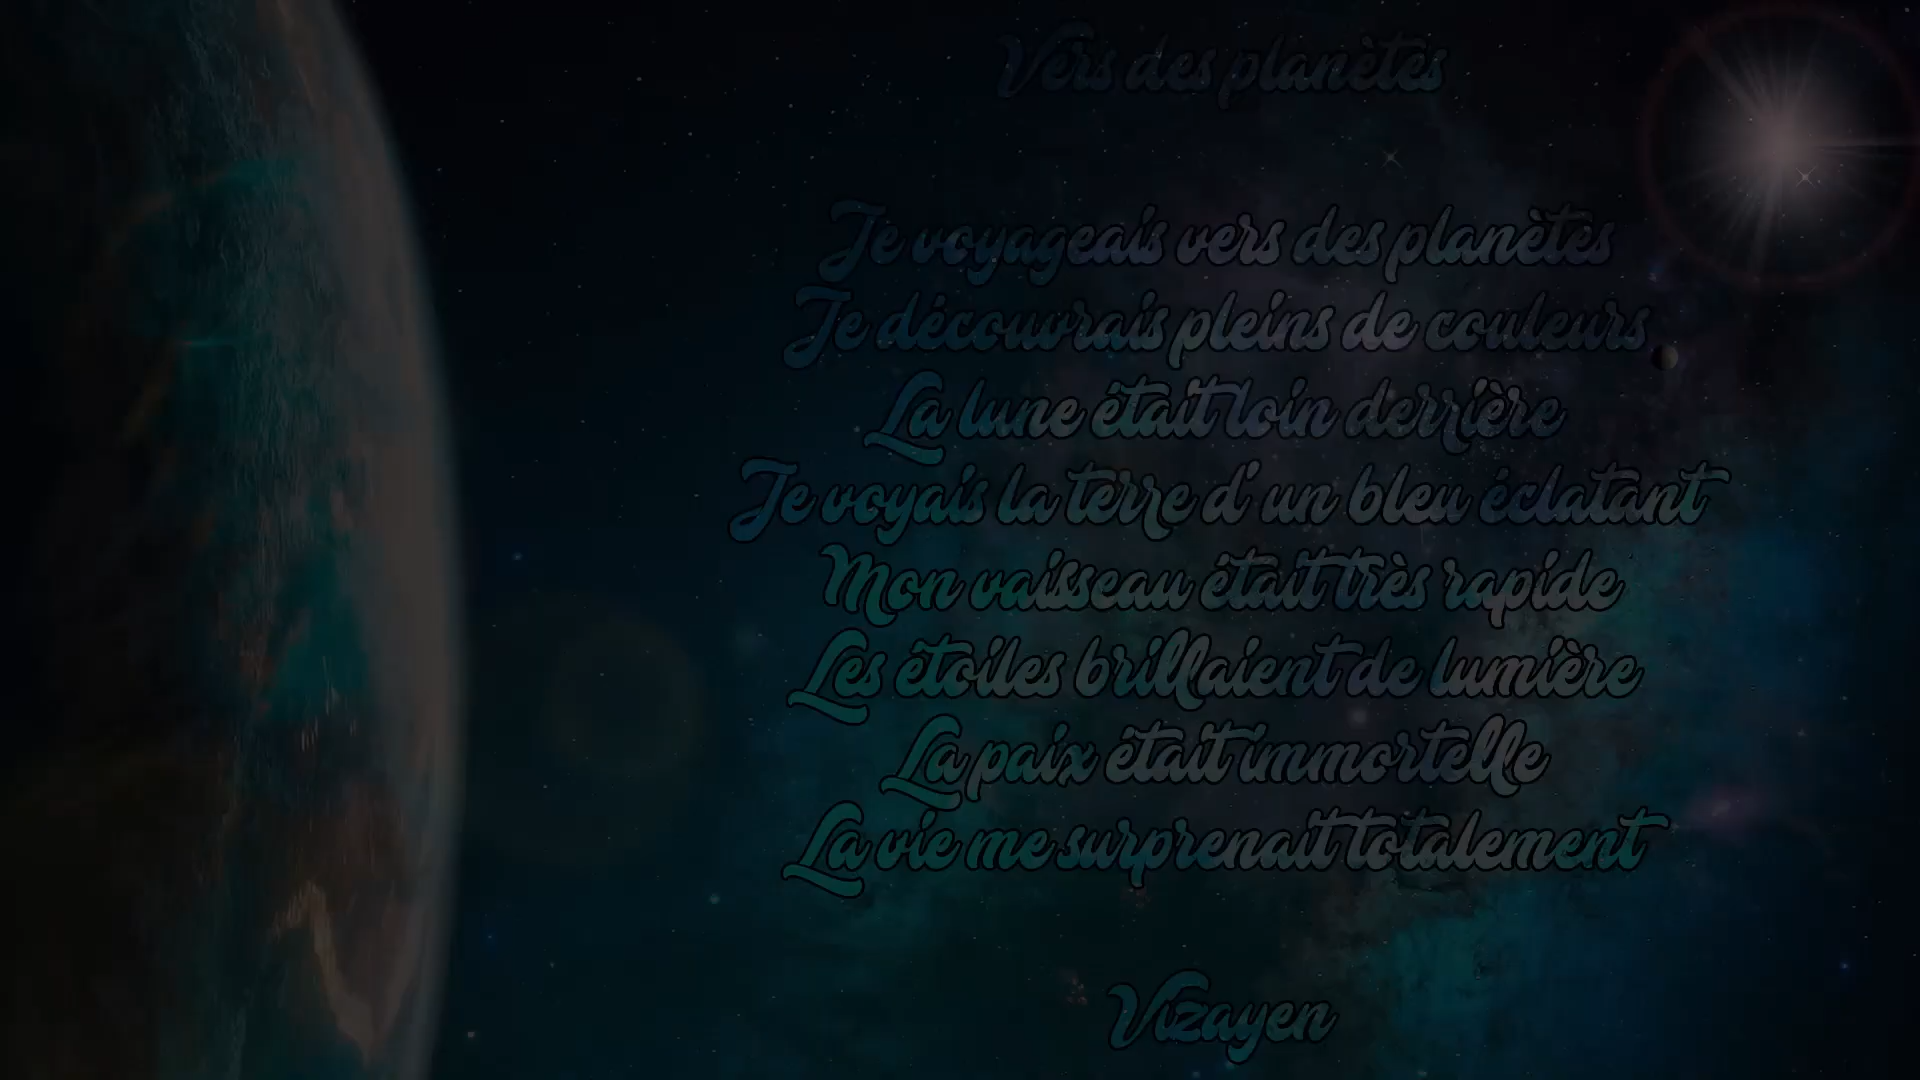 Vers des planètes
Je voyageais vers des planètes
Je découvrais pleins de couleurs
La lune était loin derrière
Je voyais la terre d'un bleu éclatant
Mon vaisseau était très rapide
Les étoiles brillaient de lumière
La paix était immortelle
La vie me surprenait totalement
Vizayen